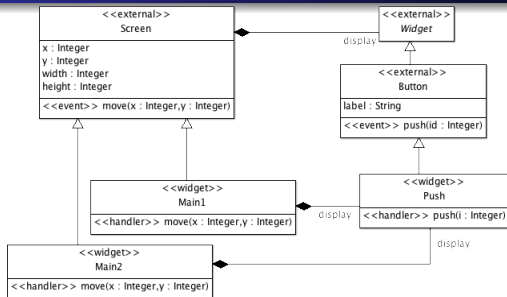 <<external>>
Screen
x : Integer
y : Integer
width : Integer
height : Integer
<<event>> move(x : Integer,y : Integer)
display
<<external>>
Widget
<<external>>
Button
label : String
<<event>> push(id : Integer)
<<widget>>
Main1
<<handler>> move(x : Integer,y : Integer)
display
<<widget>>
Push
<<handler>> push(i : Integer)
display
<<widget>>
Main2
<<handler>> move(x : Integer,y : Integer)